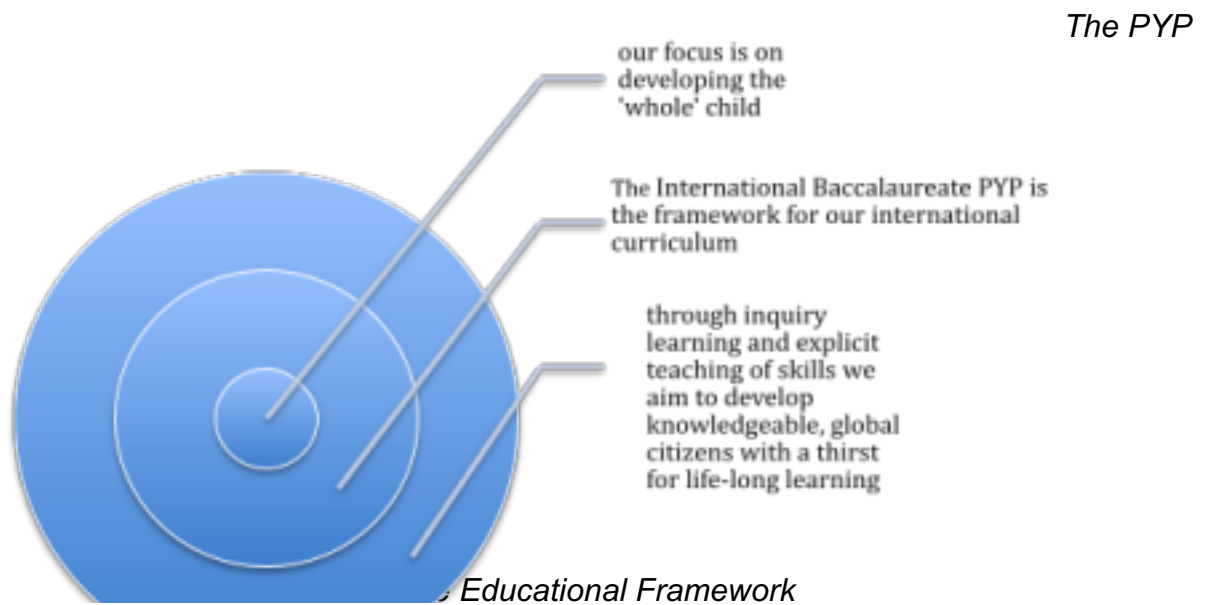 The PYP
our focus is on
developing the
'whole' child
The International Baccalaureate PYP is
the framework for our international
curriculum
through inquiry
learning and explicit
teaching of skills we
aim to develop
knowledgeable, global
citizens with a thirst
for life-long learning
Educational Framework